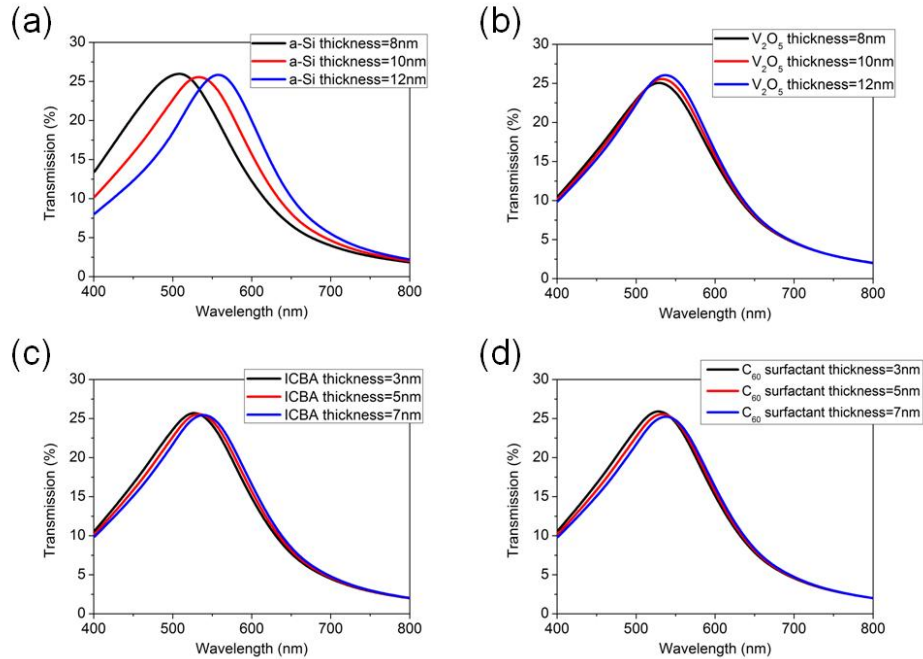 (a)
a-Si thickness=8nm
a-Si thickness=10nm
a-Si thickness=12nm
30
25
20
15
10
5
0
Transmission (%)
400 500 600 700 800
Wavelength (nm)
(b)
V₂O₅ thickness=8nm
V₂O₅ thickness=10nm
V₂O₅ thickness=12nm
30
25
20
15
10
5
0
Transmission (%)
400 500 600 700 800
Wavelength (nm)
(c)
ICBA thickness=3nm
ICBA thickness=5nm
ICBA thickness=7nm
30
25
20
15
10
5
0
Transmission (%)
400 500 600 700 800
Wavelength (nm)
(d)
C₆₀ surfactant thickness=3nm
C₆₀ surfactant thickness=5nm
C₆₀ surfactant thickness=7nm
30
25
20
15
10
5
0
Transmission (%)
400 500 600 700 800
Wavelength (nm)